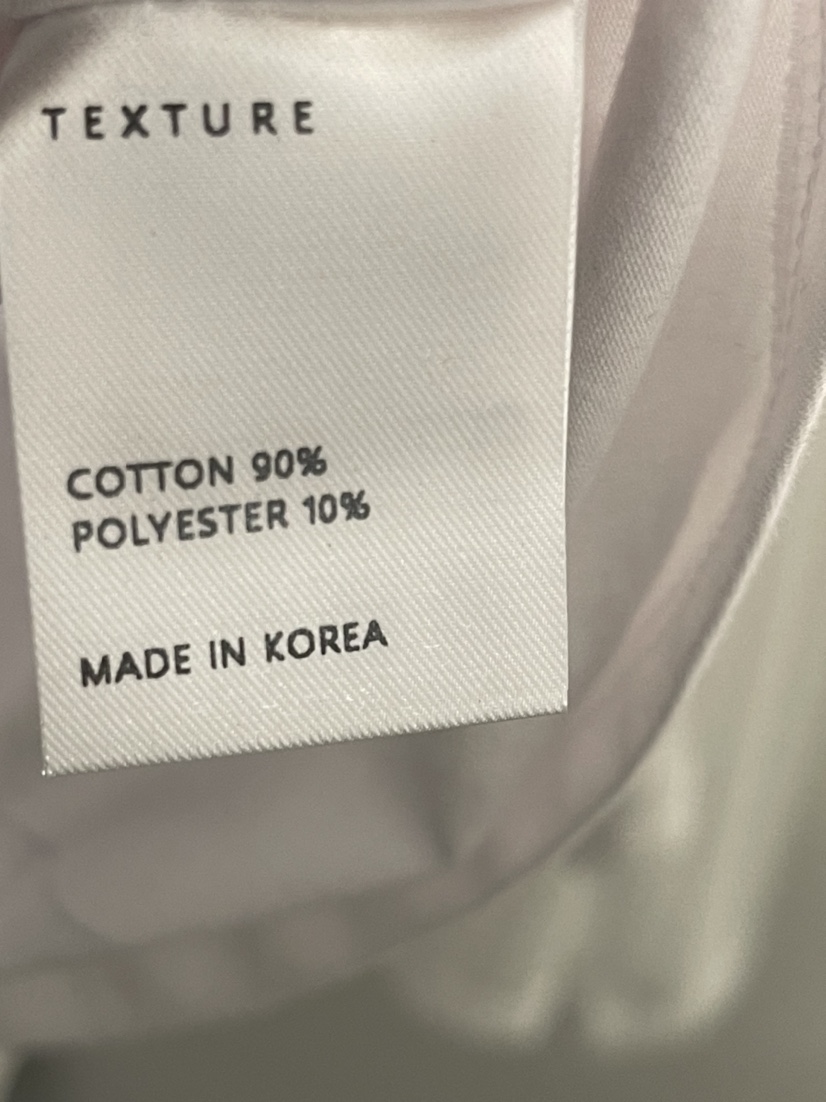 TEXTURE
COTTON 90%
POLYESTER 10%
MADE IN KOREA